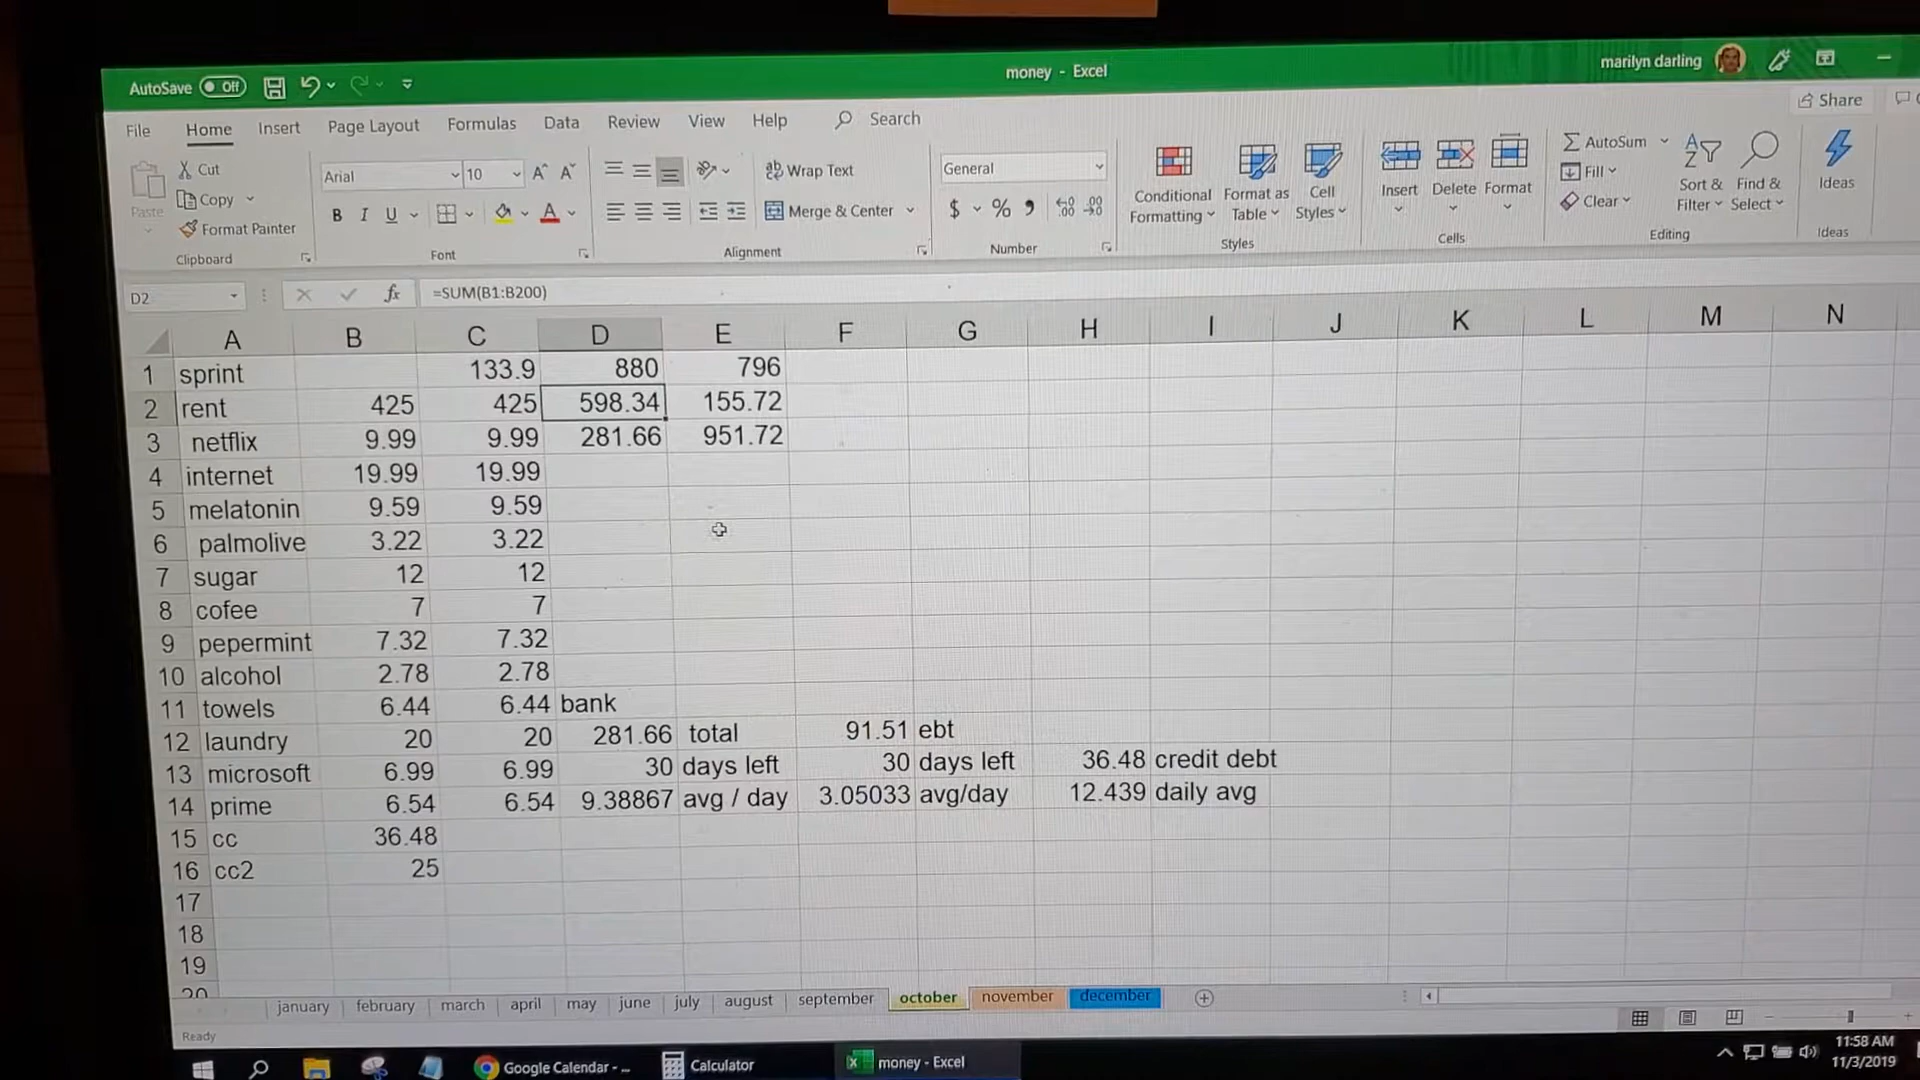 AutoSave Off money - Excel marilyn darling
File Home Insert Page Layout Formulas Data Review View Help Search Share
Cut
Copy
Paste
Format Painter
Clipboard
Arial 10
B I U A
Font
Wrap Text
Merge & Center
Alignment
General
$ % 9
Number
Conditional Formatting
Format as Table
Cell Styles
Styles
Insert Delete Format
Cells
AutoSum
Fill
Clear
Sort & Filter
Find & Select
Editing
Ideas
Ideas
D2 fx =SUM(B1:B200)
A B C D E F G H I J K L M N
1 sprint 133.9 880 796
2 rent 425 425 598.34 155.72
3 netflix 9.99 9.99 281.66 951.72
4 internet 19.99 19.99
5 melatonin 9.59 9.59
6 palmolive 3.22 3.22
7 sugar 12 12
8 cofee 7 7
9 pepermint 7.32 7.32
10 alcohol 2.78 2.78
11 towels 6.44 6.44 bank
12 laundry 20 20 281.66 total 91.51 ebt
13 microsoft 6.99 6.99 30 days left 30 days left 36.48 credit debt
14 prime 6.54 6.54 9.38867 avg / day 3.05033 avg/day 12.439 daily avg
15 cc 36.48
16 cc2 25
17
18
19
20
january february march april may june july august september october november december
Ready
Google Calendar - ... Calculator money - Excel
11:58 AM
11/3/2019